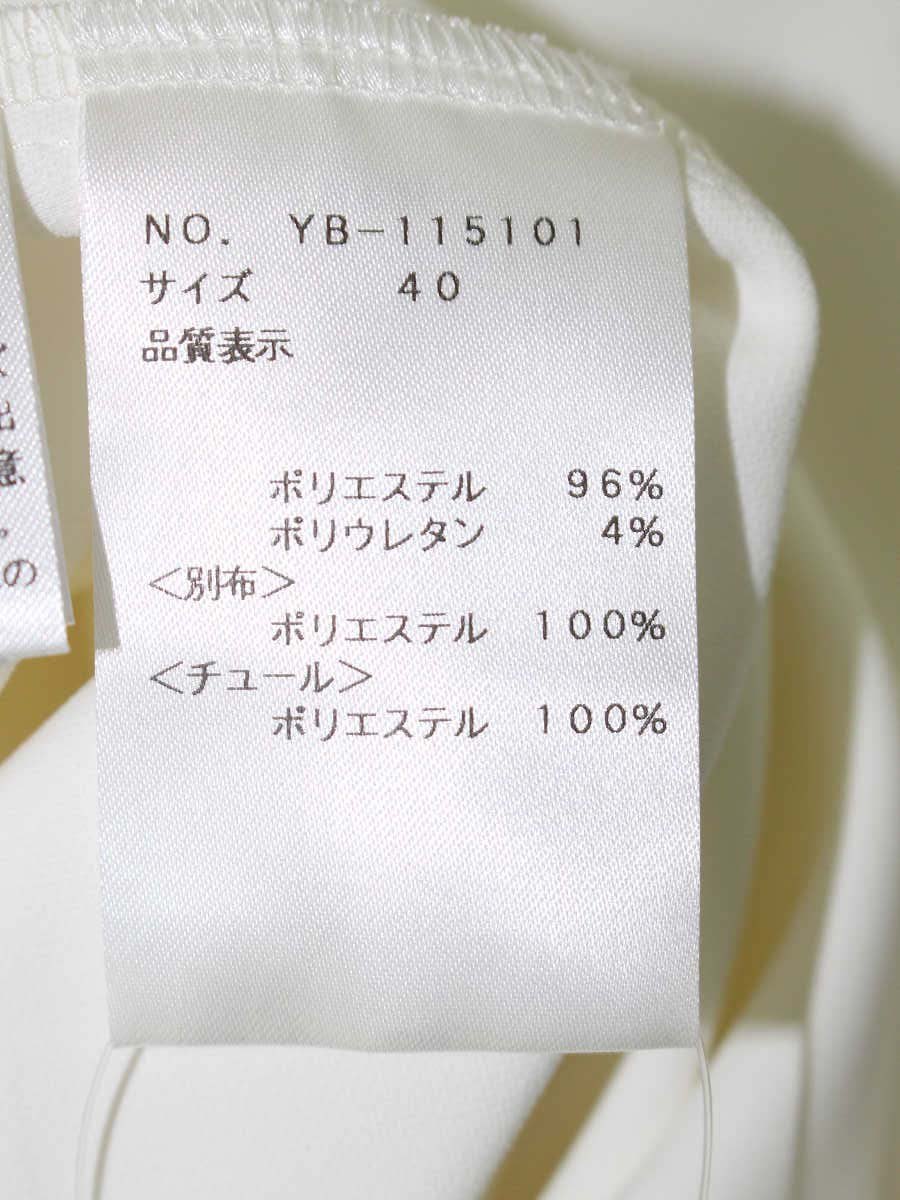 NO. YB-115101
サイズ 40
品質表示
ポリエステル 96%
ポリウレタン 4%
<別布>
ポリエステル 100%
<チュール>
ポリエステル 100%
意
の